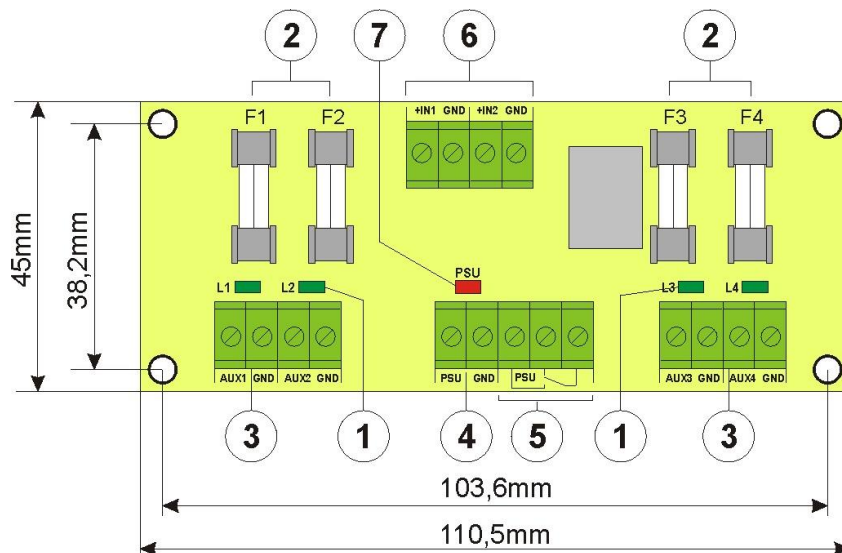 2 7 6 2
+IN1 GND +IN2 GND
F1 F2 F3 F4
45mm
38,2mm
PSU
L1 L2 L3 L4
AUX1 GND AUX2 GND PSU GND PSU AUX3 GND AUX4 GND
3 1 4 5 1 3
103,6mm
110,5mm